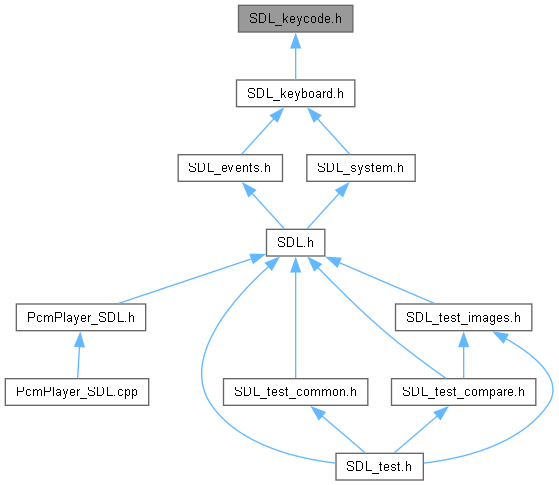 SDL_keycode.h
SDL_keyboard.h
SDL_events.h
SDL_system.h
SDL.h
PcmPlayer_SDL.h
SDL_test_images.h
PcmPlayer_SDL.cpp
SDL_test_common.h
SDL_test_compare.h
SDL_test.h